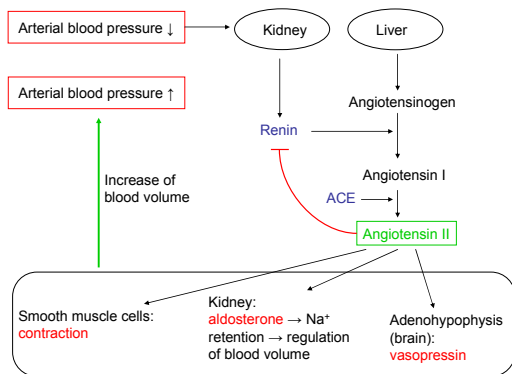 Arterial blood pressure ↓
Kidney
Liver
Arterial blood pressure ↑
Angiotensinogen
Renin
Angiotensin I
Increase of
blood volume
ACE
Angiotensin II
Smooth muscle cells:
contraction
Kidney:
aldosterone → Na⁺
retention → regulation
of blood volume
Adenohypophysis
(brain):
vasopressin